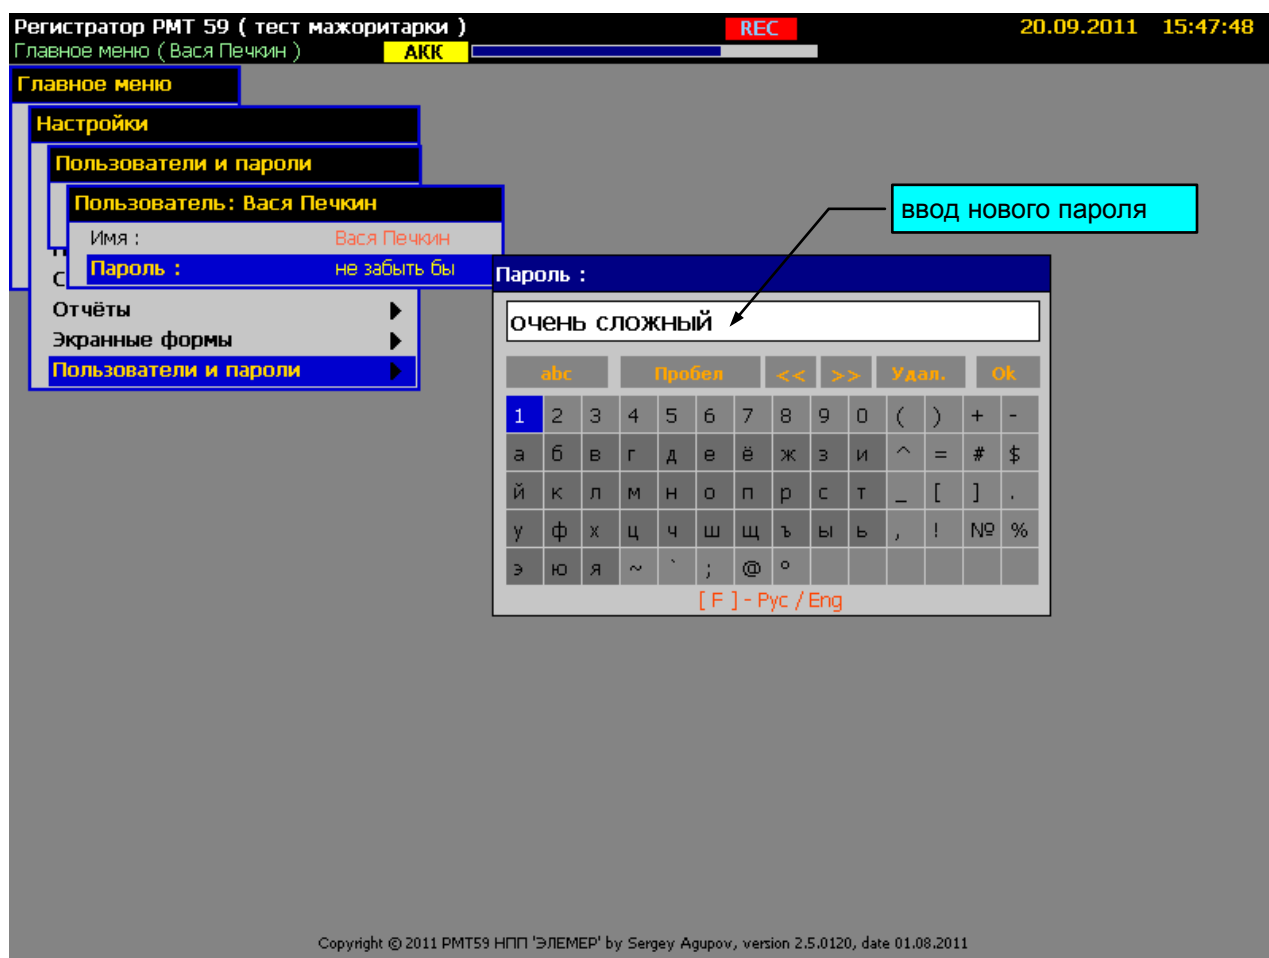 Регистратор РМТ 59 ( тест мажоритарки )
REC
20.09.2011 15:47:48
Главное меню ( Вася Печкин )
АКК
Главное меню
Настройки
Пользователи и пароли
Пользователь: Вася Печкин
Имя : Вася Печкин
Пароль : не забыть бы
Отчёты
Экранные формы
Пользователи и пароли
ввод нового пароля
Пароль :
очень сложный
abc Пробел << >> Удал. Ok
1 2 3 4 5 6 7 8 9 0 ( ) + -
а б в г д е ё ж з и ^ = # $
й к л м н о п р с т _ [ ] .
у ф х ц ч ш щ ъ ы ь , ! № %
э ю я ~ ` ; @ °
[ F ] - Рус / Eng
Copyright © 2011 РМТ59 НПП 'ЭЛЕМЕР' by Sergey Agupov, version 2.5.0120, date 01.08.2011